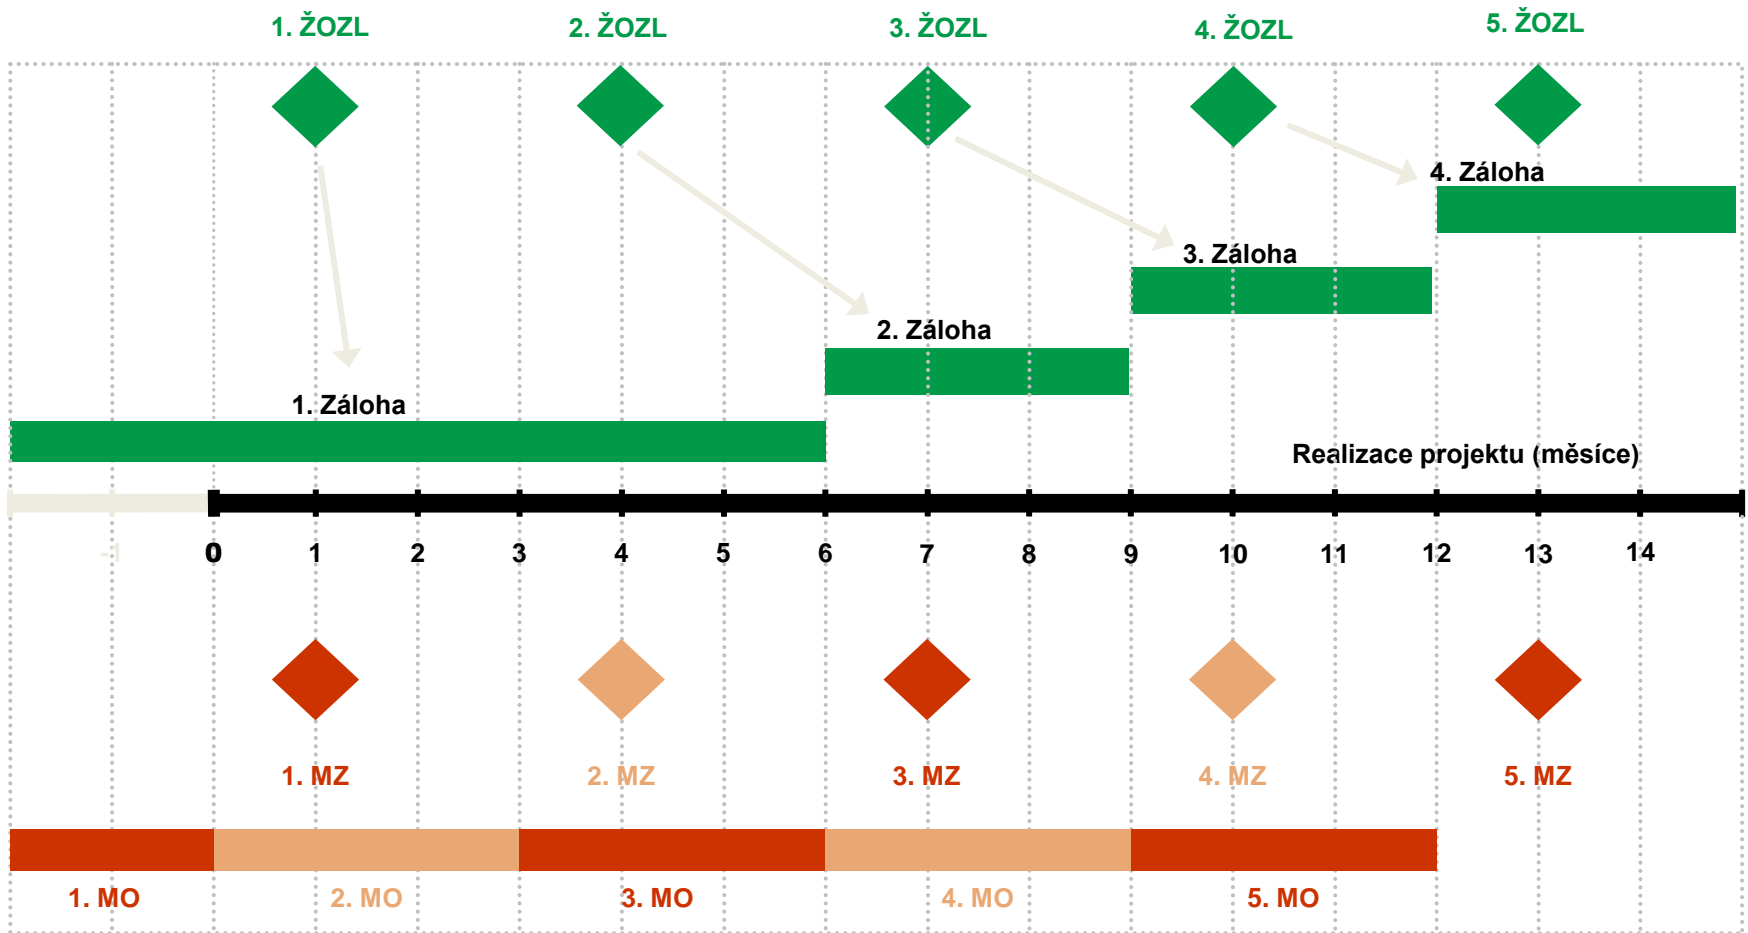 1. ŽOZL 2. ŽOZL 3. ŽOZL 4. ŽOZL 5. ŽOZL
4. Záloha
3. Záloha
2. Záloha
1. Záloha
Realizace projektu (měsíce)
-1 0 1 2 3 4 5 6 7 8 9 10 11 12 13 14
1. MZ 2. MZ 3. MZ 4. MZ 5. MZ
1. MO 2. MO 3. MO 4. MO 5. MO